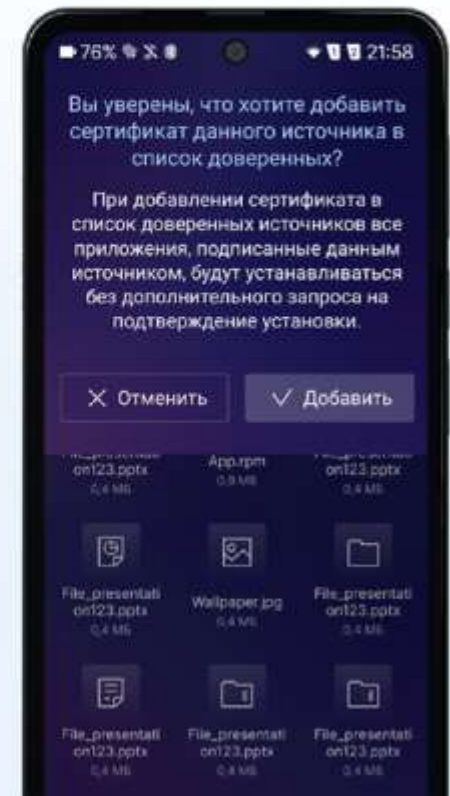 76% 21:58
Вы уверены, что хотите добавить
сертификат данного источника в
список доверенных?
При добавлении сертификата в
список доверенных источников все
приложения, подписанные данным
источником, будут устанавливаться
без дополнительного запроса на
подтверждение установки.
Отменить Добавить
on123.pptx App.rpm on123.pptx
0,4 МБ 0,9 МБ 0,4 МБ
File_presentati Wallpaper.jpg File_presentati
on123.pptx on123.pptx
0,4 МБ 0,4 МБ 0,4 МБ
File_presentati File_presentati File_presentati
on123.pptx on123.pptx on123.pptx
0,4 МБ 0,4 МБ 0,4 МБ